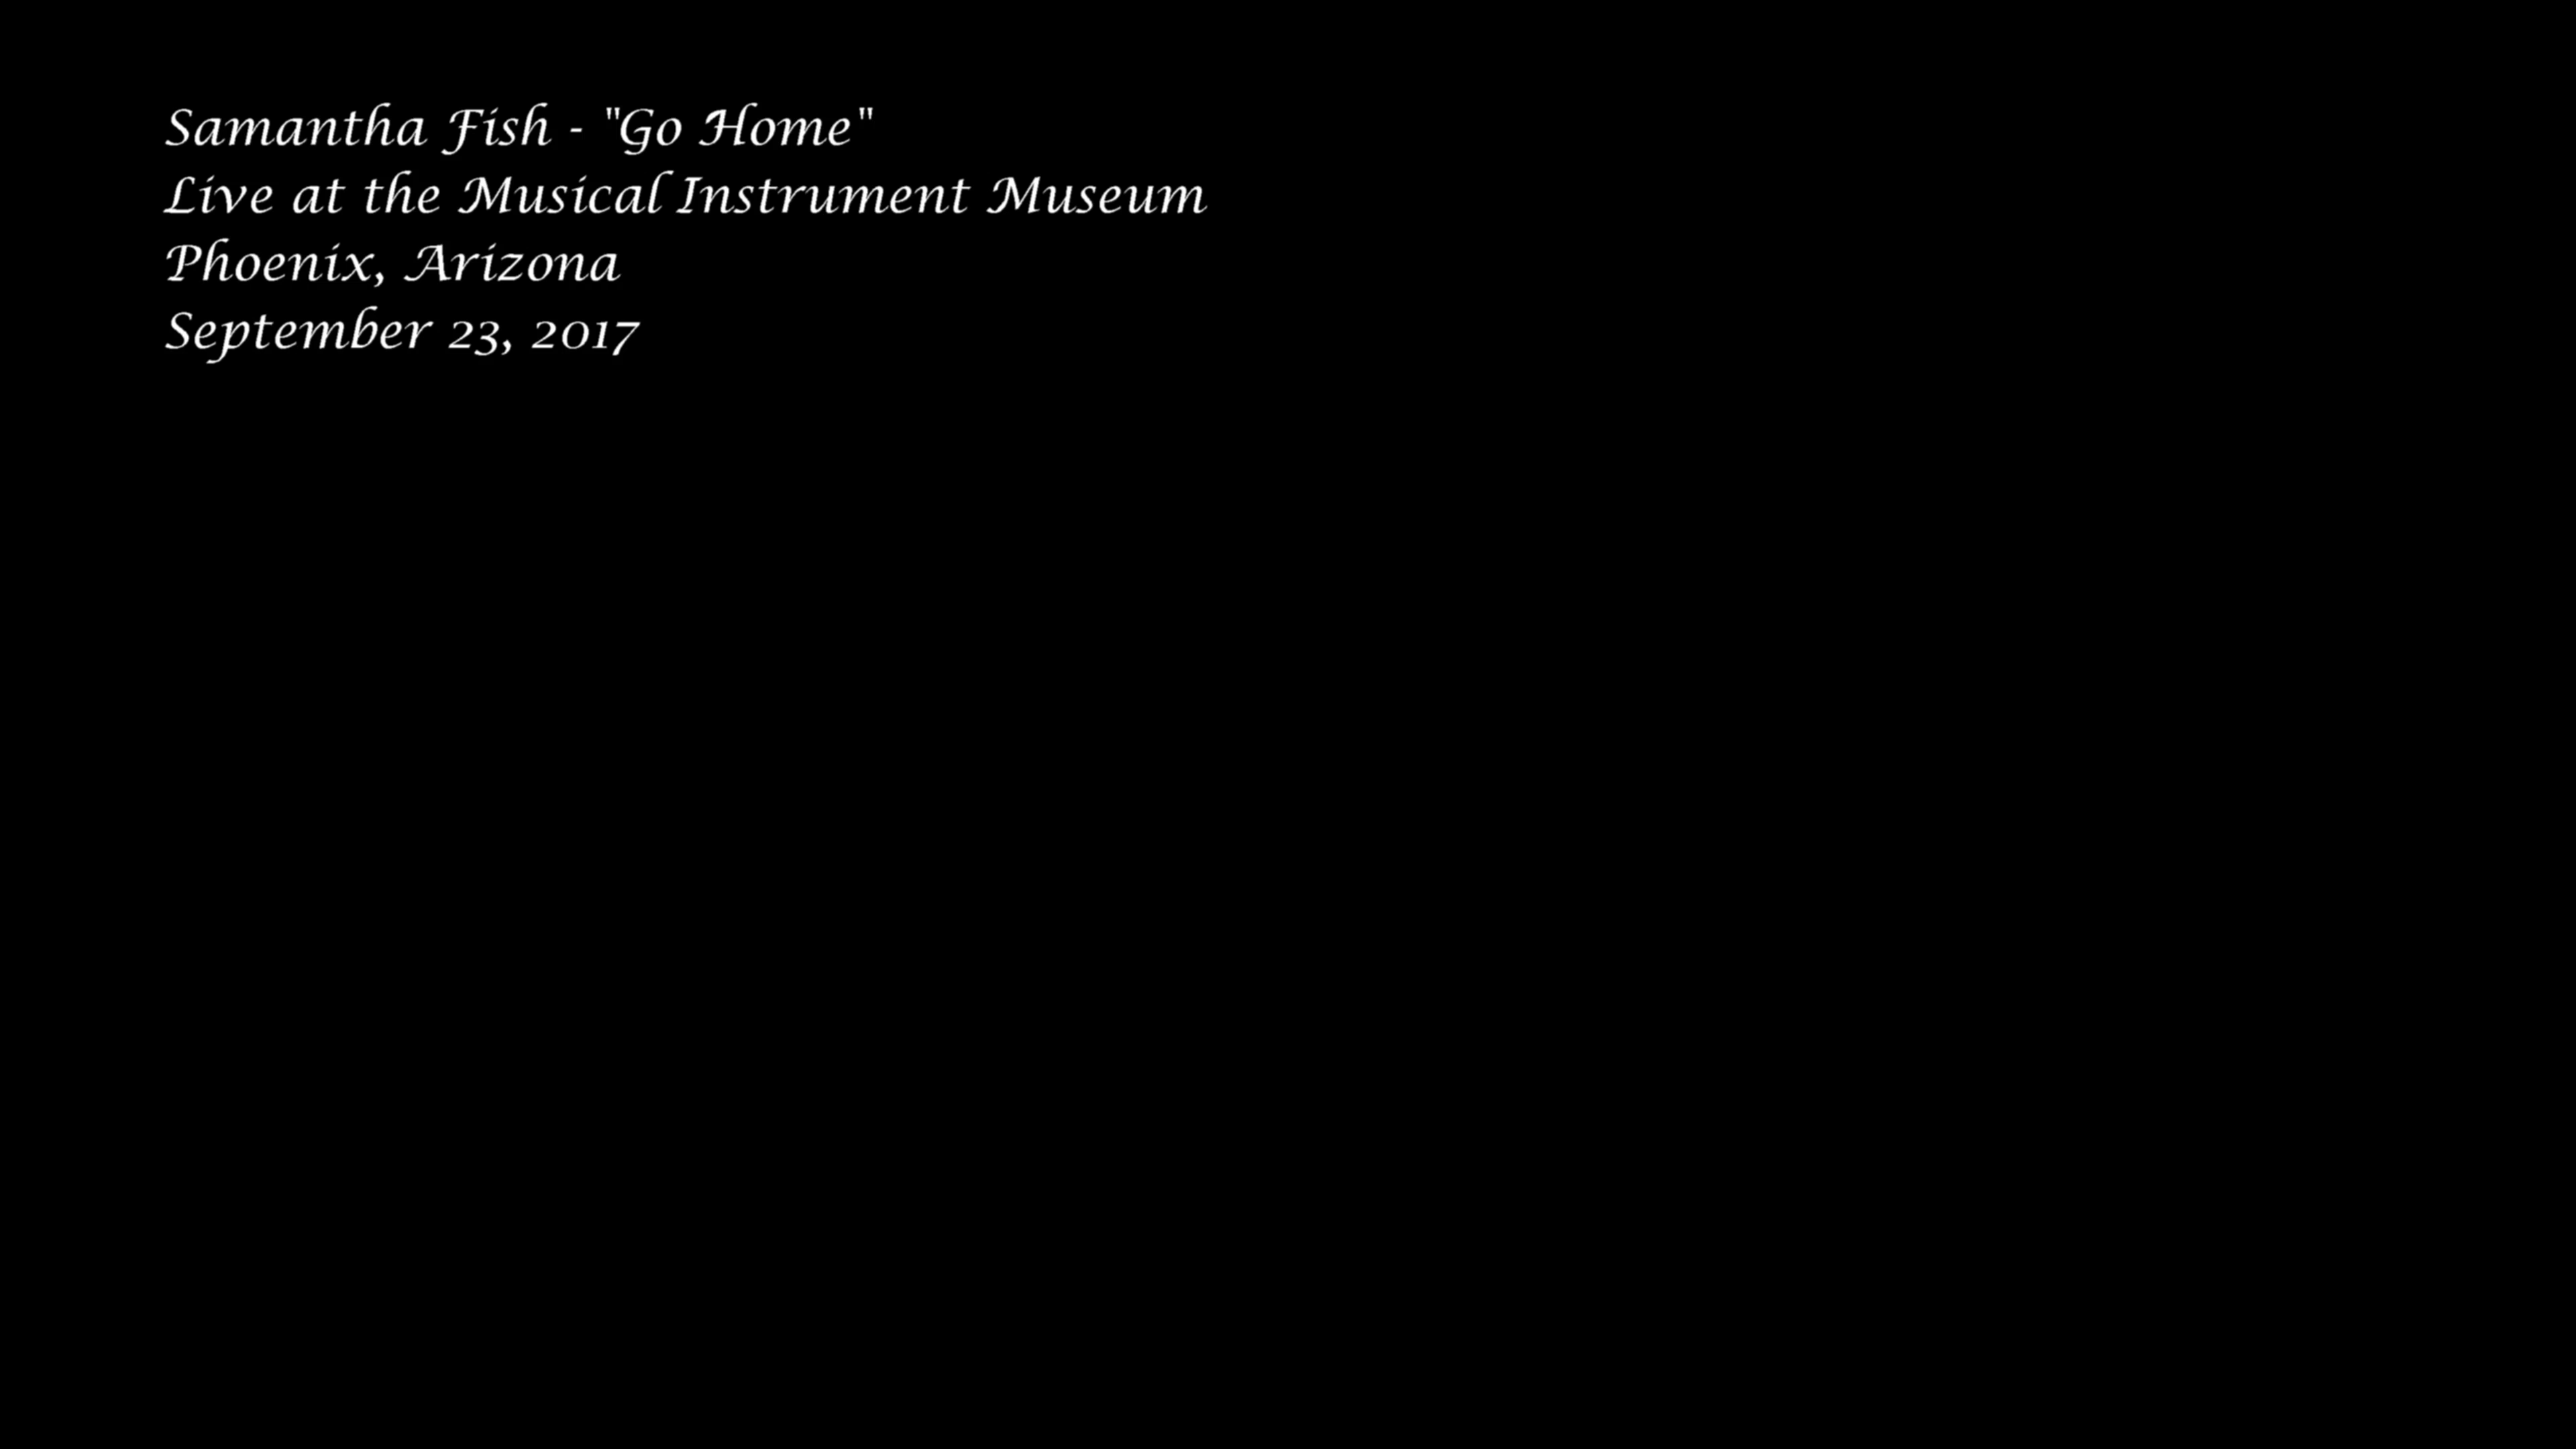 Samantha Fish - "Go Home"
Live at the Musical Instrument Museum
Phoenix, Arizona
September 23, 2017